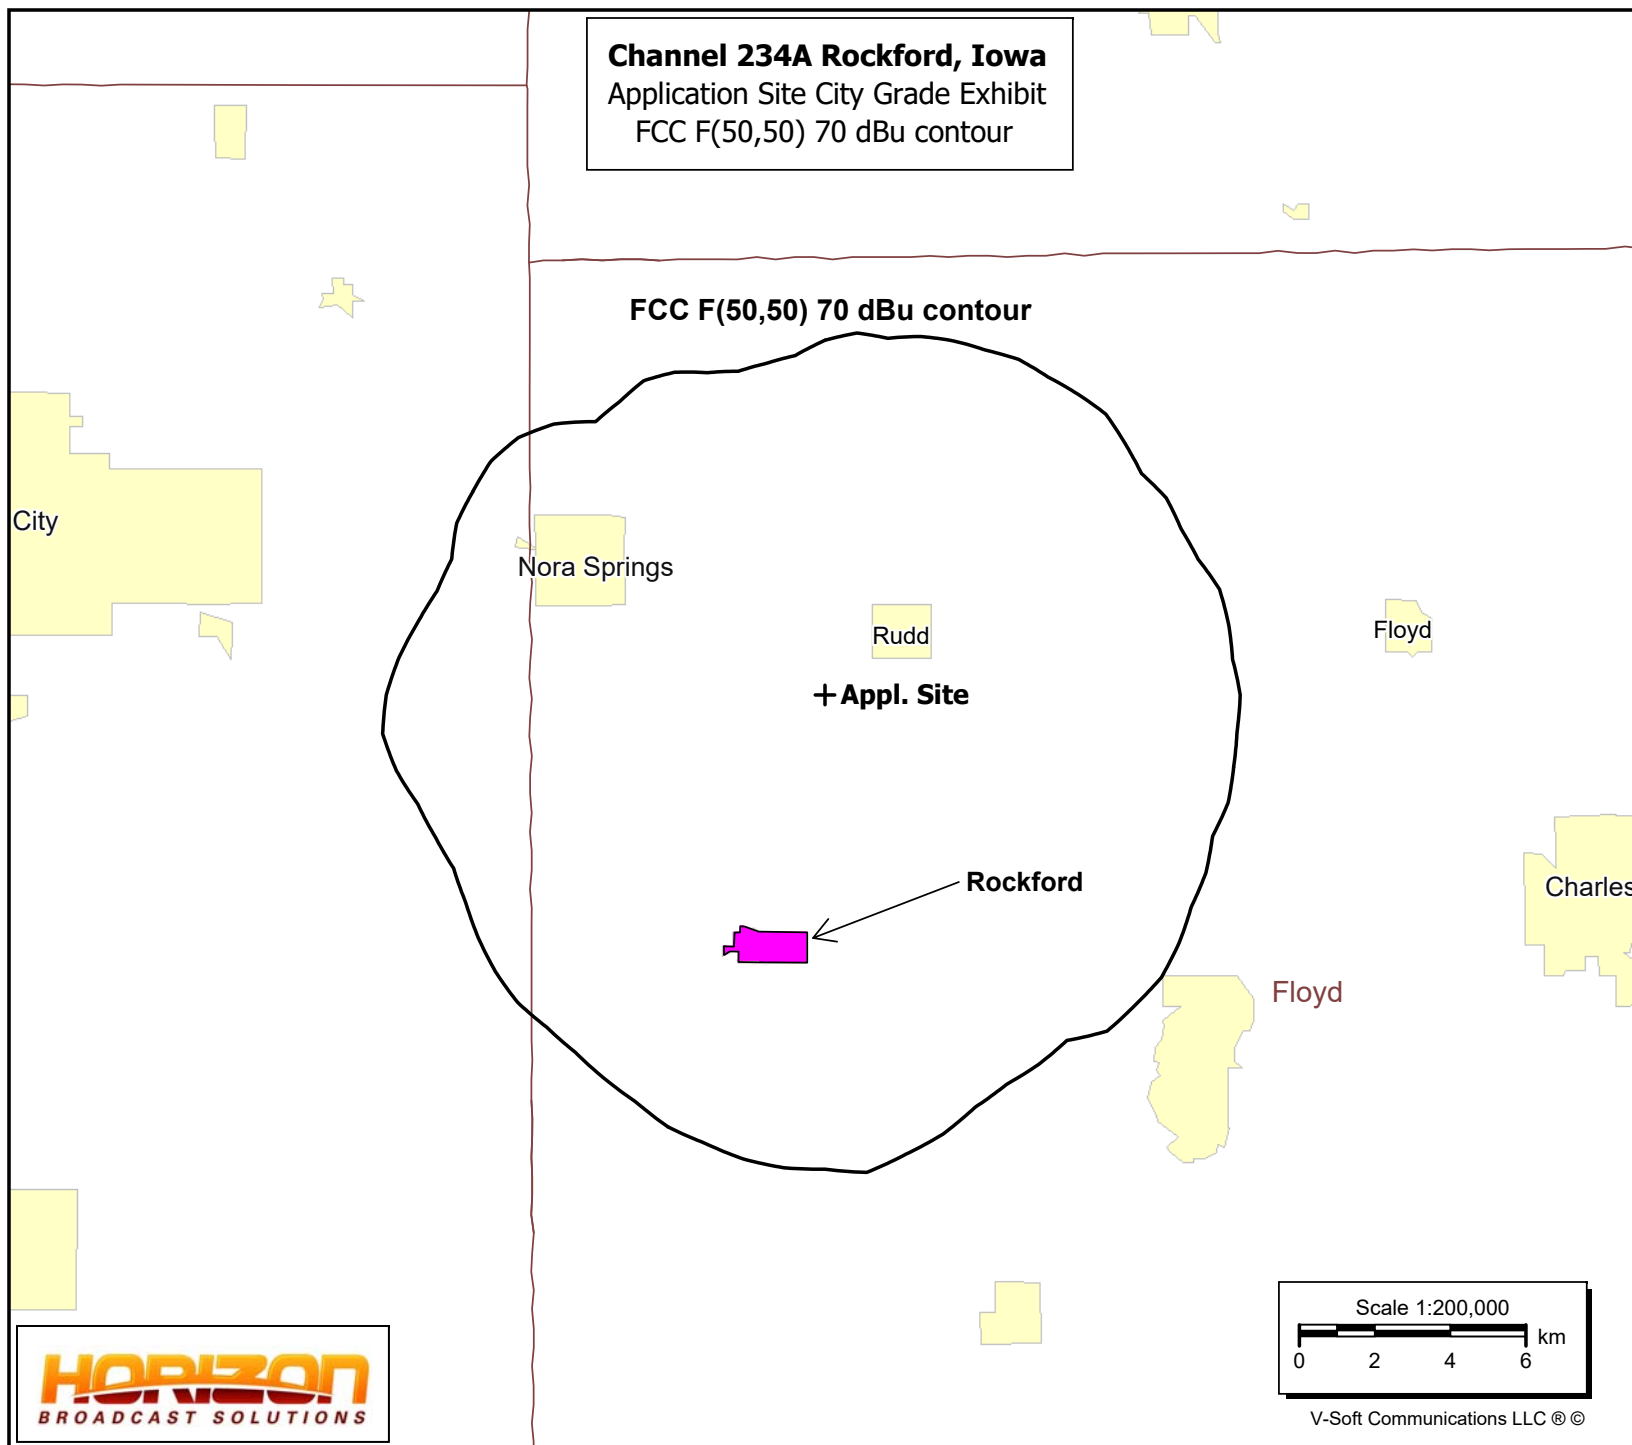 Channel 234A Rockford, Iowa
Application Site City Grade Exhibit
FCC F(50,50) 70 dBu contour
FCC F(50,50) 70 dBu contour
City
Nora Springs
Rudd
Floyd
Appl. Site
Rockford
Charles
Floyd
Scale 1:200,000
km
0 2 4 6
HORIZON
BROADCAST SOLUTIONS
V-Soft Communications LLC ® ©